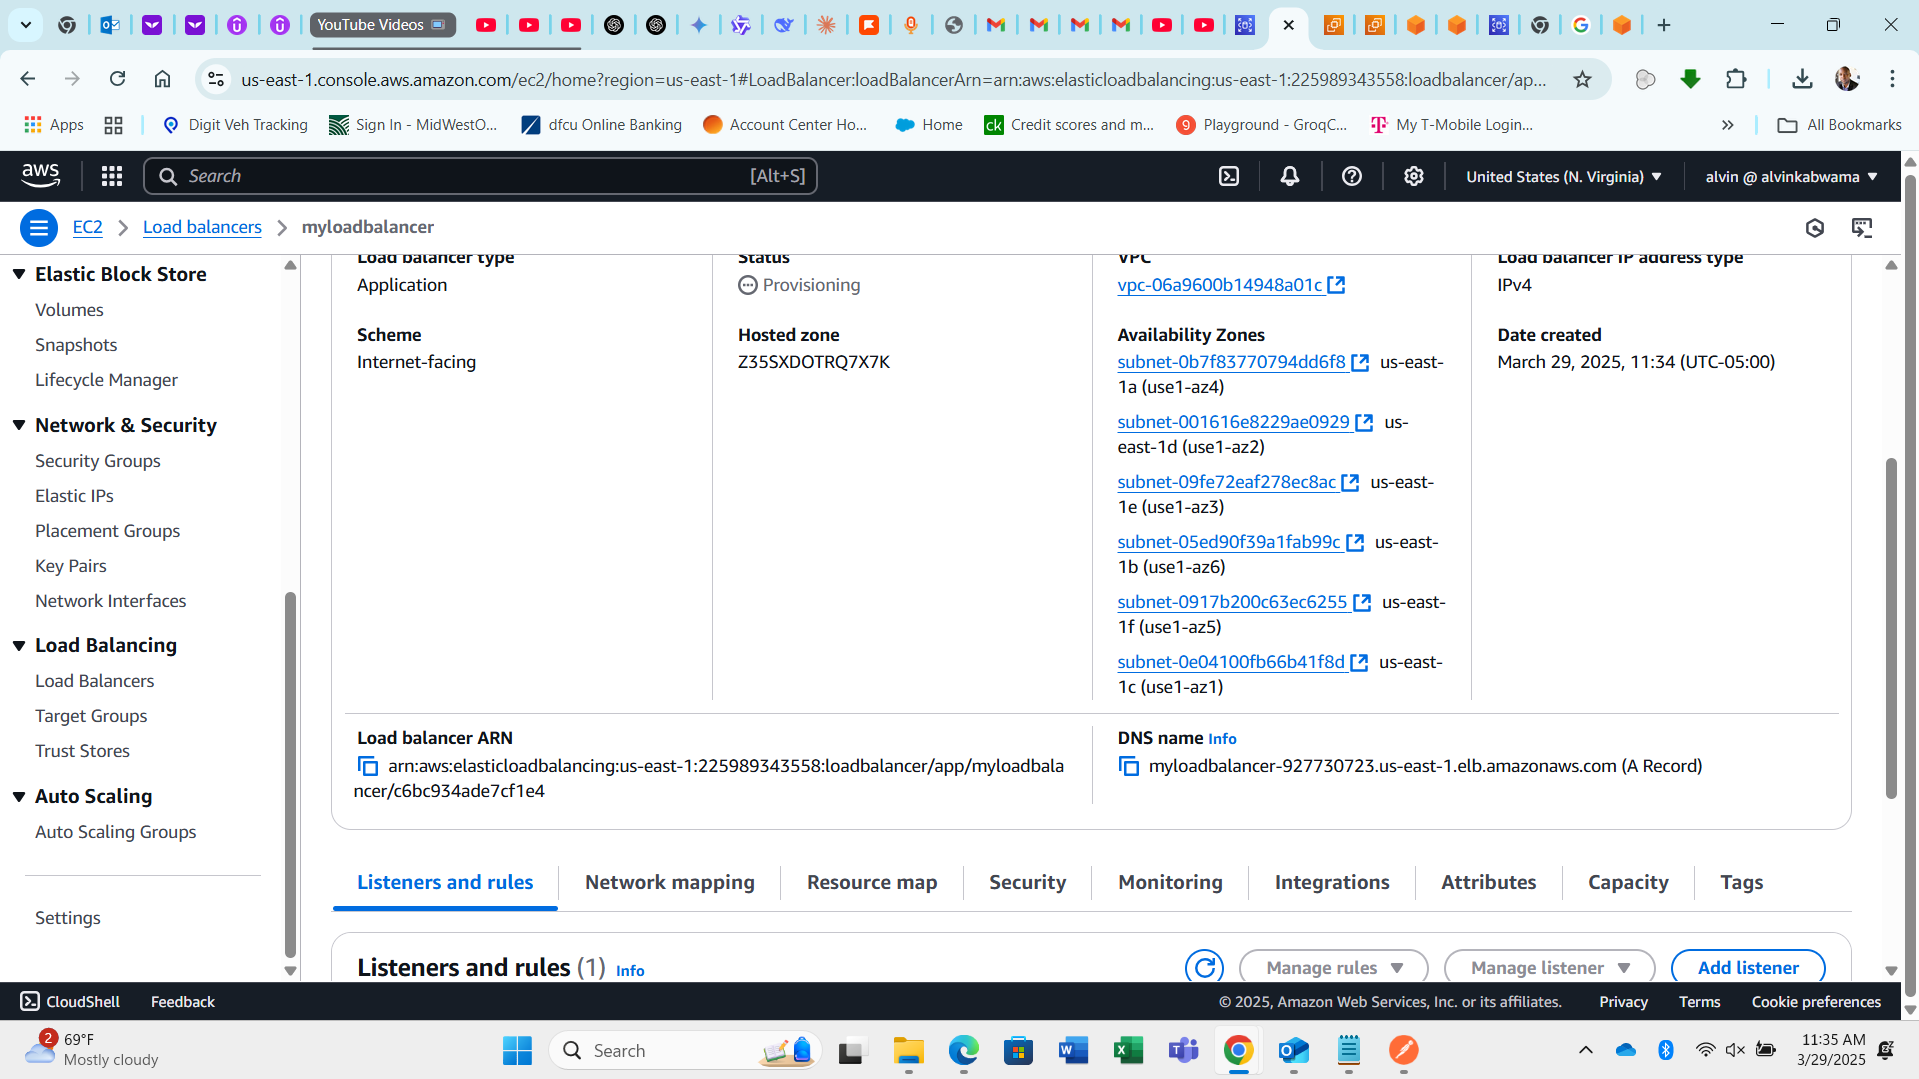 YouTube Videos
us-east-1.console.aws.amazon.com/ec2/home?region=us-east-1#LoadBalancer:loadBalancerArn=arn:aws:elasticloadbalancing:us-east-1:225989343558:loadbalancer/ap...
Apps
Digit Veh Tracking
Sign In - MidWestO...
dfcu Online Banking
Account Center Ho...
Home
ck Credit scores and m...
9 Playground - GroqC...
My T-Mobile Login...
All Bookmarks
aws
Search
[Alt+S]
United States (N. Virginia)
alvin @ alvinkabwama
EC2
Load balancers
myloadbalancer
Elastic Block Store
Volumes
Snapshots
Lifecycle Manager
Network & Security
Security Groups
Elastic IPs
Placement Groups
Key Pairs
Network Interfaces
Load Balancing
Load Balancers
Target Groups
Trust Stores
Auto Scaling
Auto Scaling Groups
Settings
Load balancer type
Application
Scheme
Internet-facing
Status
Provisioning
Hosted zone
Z35SXDOTRQ7X7K
VPC
vpc-06a9600b14948a01c
Availability Zones
subnet-0b7f83770794dd6f8 us-east-
1a (use1-az4)
subnet-001616e8229ae0929 us-
east-1d (use1-az2)
subnet-09fe72eaf278ec8ac us-east-
1e (use1-az3)
subnet-05ed90f39a1fab99c us-east-
1b (use1-az6)
subnet-0917b200c63ec6255 us-east-
1f (use1-az5)
subnet-0e04100fb66b41f8d us-east-
1c (use1-az1)
Load balancer IP address type
IPv4
Date created
March 29, 2025, 11:34 (UTC-05:00)
Load balancer ARN
arn:aws:elasticloadbalancing:us-east-1:225989343558:loadbalancer/app/myloadbala
ncer/c6bc934ade7cf1e4
DNS name Info
myloadbalancer-927730723.us-east-1.elb.amazonaws.com (A Record)
Listeners and rules
Network mapping
Resource map
Security
Monitoring
Integrations
Attributes
Capacity
Tags
Listeners and rules (1) Info
Manage rules
Manage listener
Add listener
CloudShell
Feedback
© 2025, Amazon Web Services, Inc. or its affiliates.
Privacy
Terms
Cookie preferences
2
69°F
Mostly cloudy
Search
11:35 AM
3/29/2025